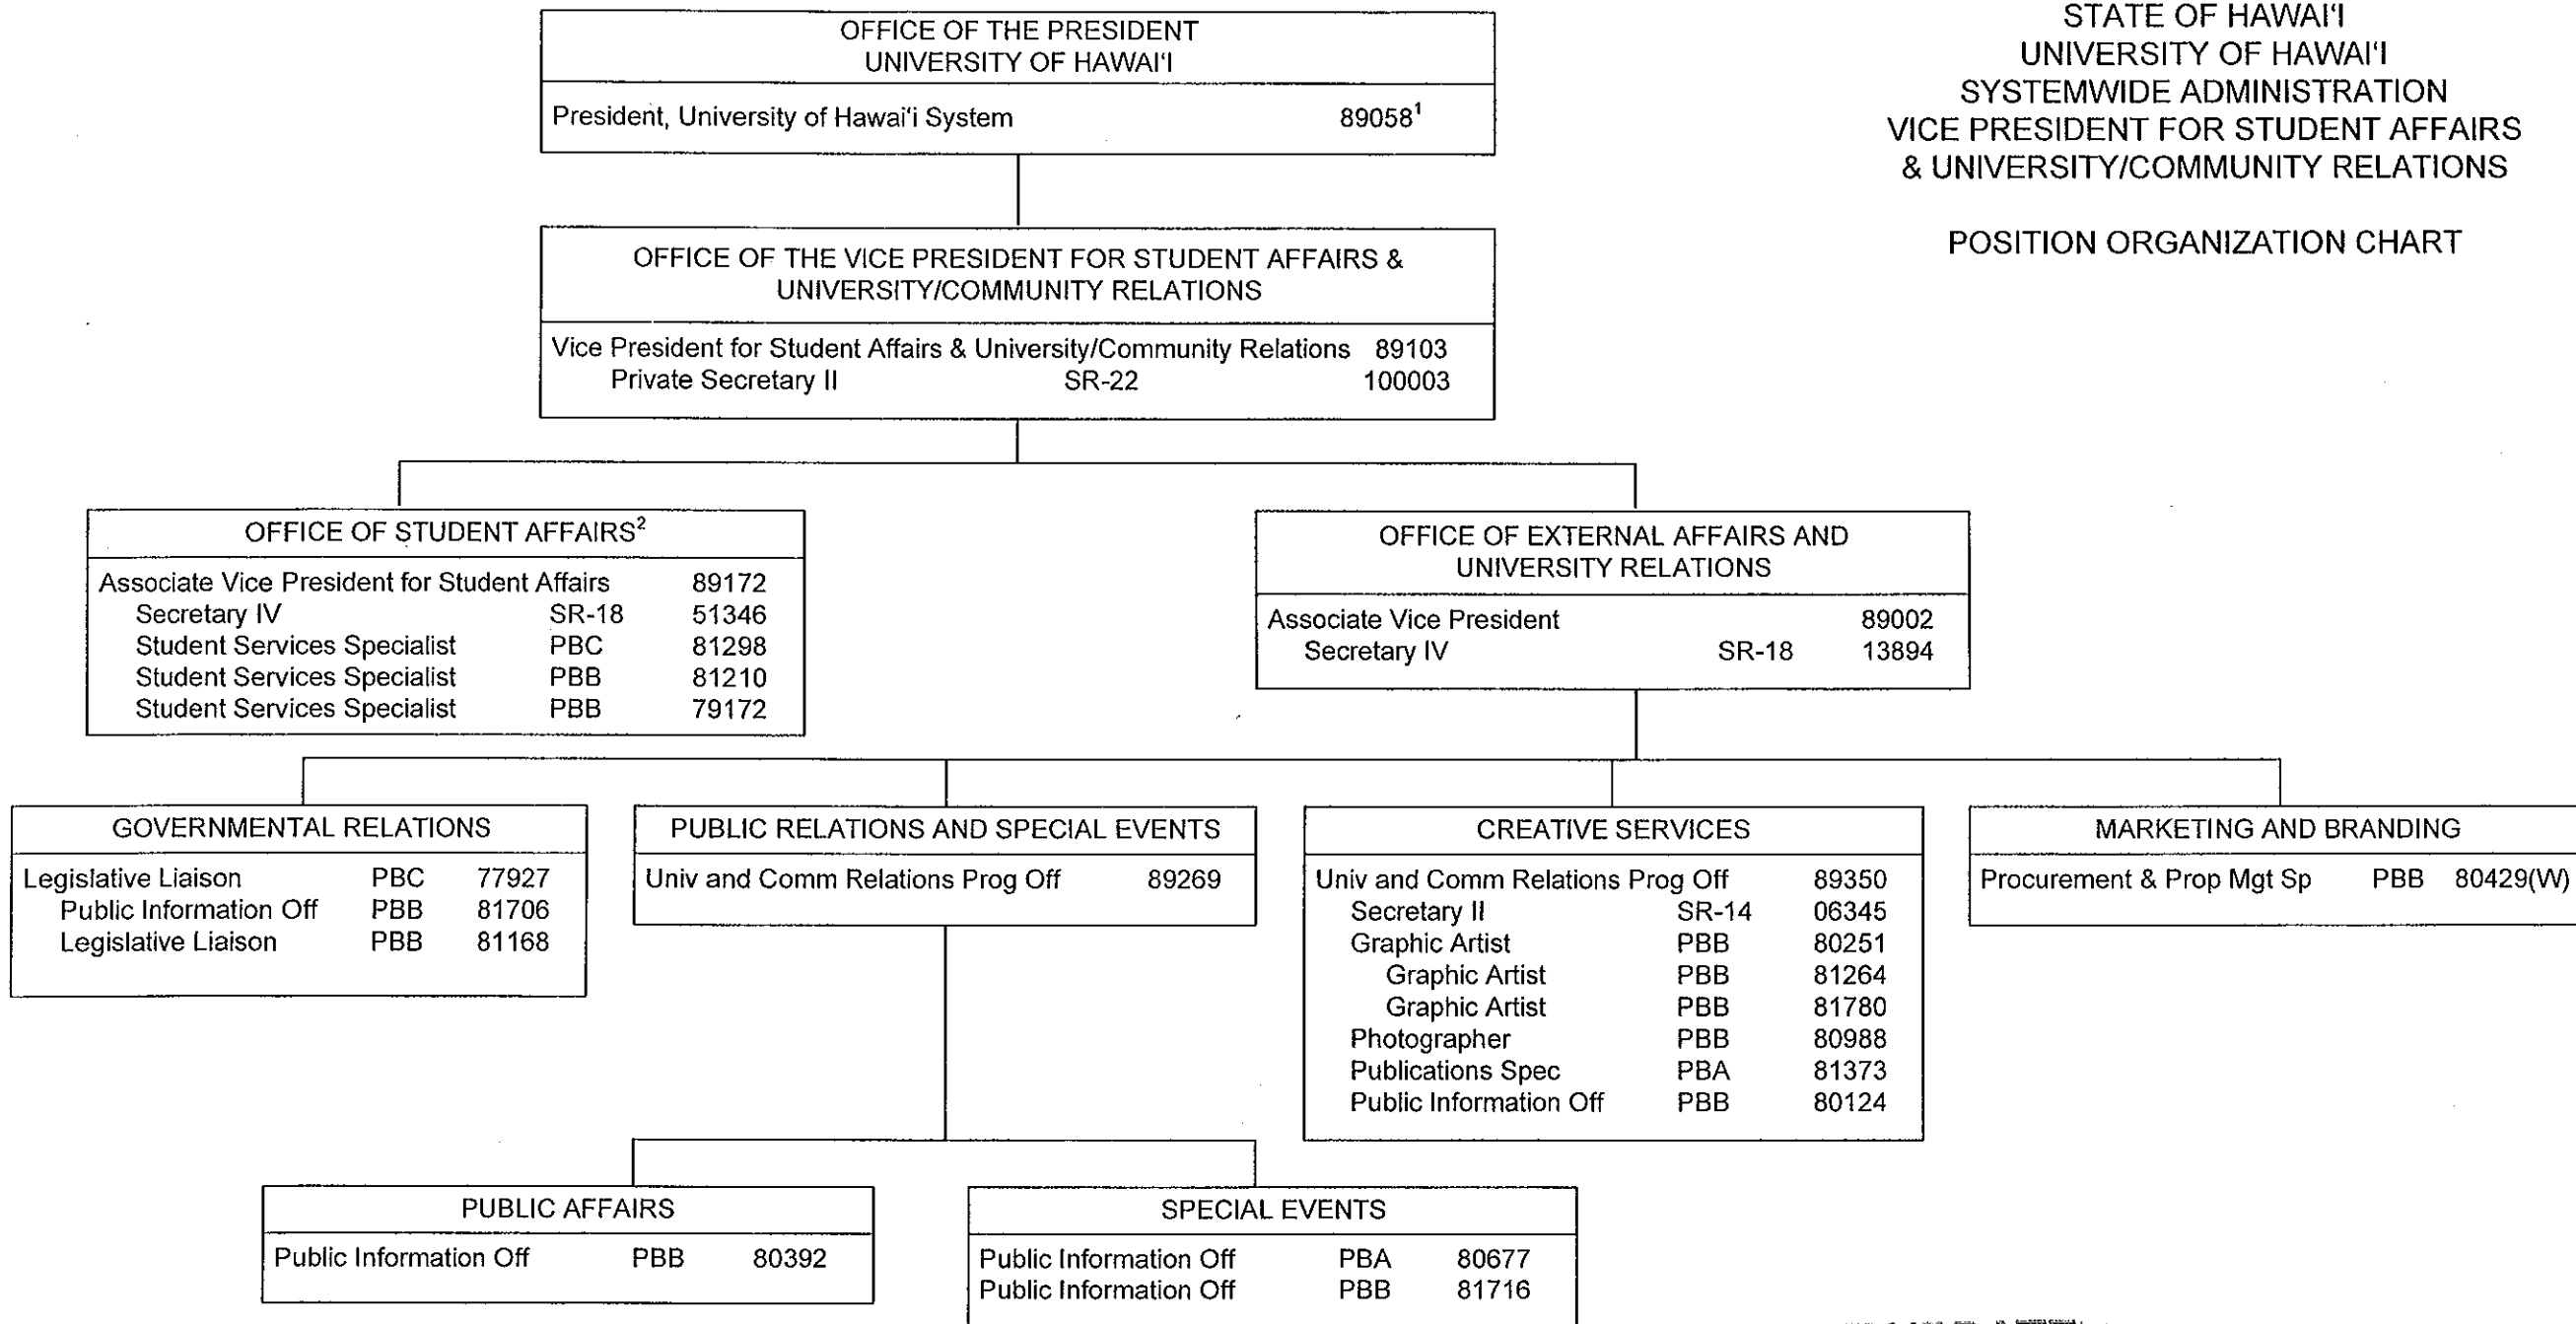 STATE OF HAWAI‘I
UNIVERSITY OF HAWAI‘I
SYSTEMWIDE ADMINISTRATION
VICE PRESIDENT FOR STUDENT AFFAIRS
& UNIVERSITY/COMMUNITY RELATIONS
POSITION ORGANIZATION CHART
OFFICE OF THE PRESIDENT
UNIVERSITY OF HAWAI‘I
President, University of Hawai‘i System 89058¹
OFFICE OF THE VICE PRESIDENT FOR STUDENT AFFAIRS &
UNIVERSITY/COMMUNITY RELATIONS
Vice President for Student Affairs & University/Community Relations 89103
Private Secretary II SR-22 100003
OFFICE OF STUDENT AFFAIRS²
Associate Vice President for Student Affairs 89172
Secretary IV SR-18 51346
Student Services Specialist PBC 81298
Student Services Specialist PBB 81210
Student Services Specialist PBB 79172
OFFICE OF EXTERNAL AFFAIRS AND
UNIVERSITY RELATIONS
Associate Vice President 89002
Secretary IV SR-18 13894
GOVERNMENTAL RELATIONS
Legislative Liaison PBC 77927
Public Information Off PBB 81706
Legislative Liaison PBB 81168
PUBLIC RELATIONS AND SPECIAL EVENTS
Univ and Comm Relations Prog Off 89269
CREATIVE SERVICES
Univ and Comm Relations Prog Off 89350
Secretary II SR-14 06345
Graphic Artist PBB 80251
Graphic Artist PBB 81264
Graphic Artist PBB 81780
Photographer PBB 80988
Publications Spec PBA 81373
Public Information Off PBB 80124
MARKETING AND BRANDING
Procurement & Prop Mgt Sp PBB 80429(W)
PUBLIC AFFAIRS
Public Information Off PBB 80392
SPECIAL EVENTS
Public Information Off PBA 80677
Public Information Off PBB 81716